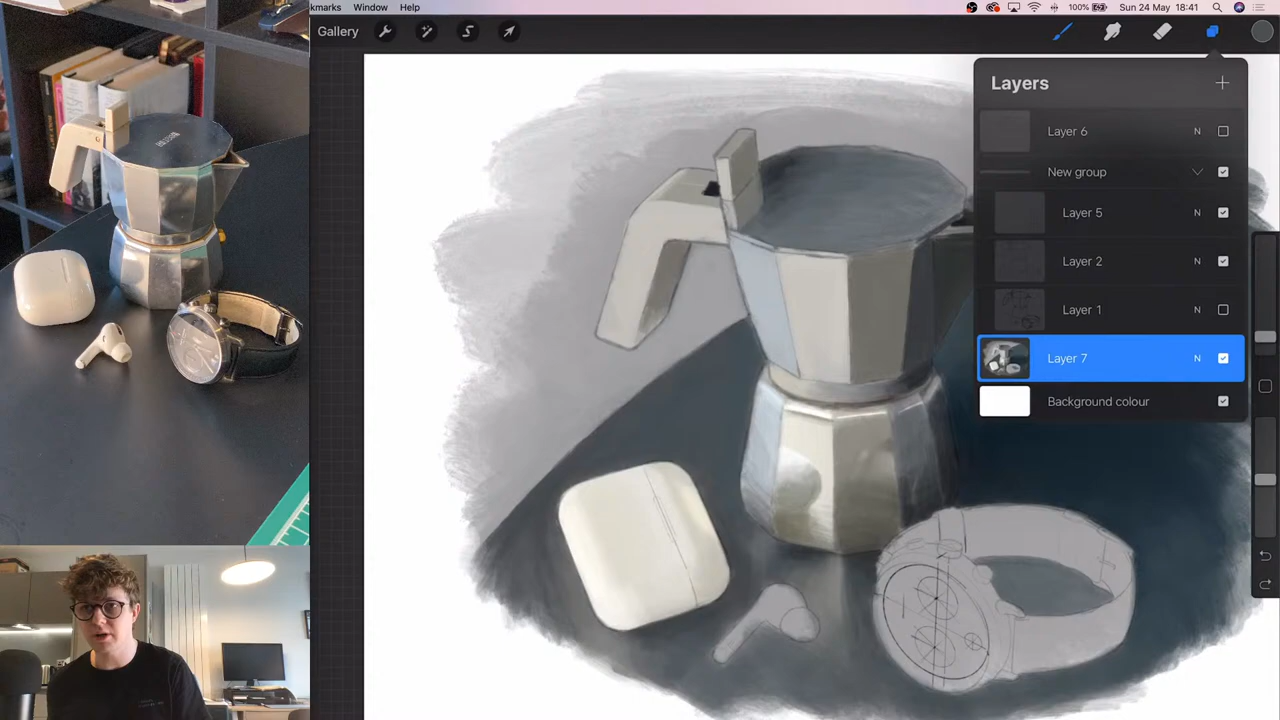 kmarks Window Help
100% Sun 24 May 18:41
Gallery
Layers
Layer 6 N
New group
Layer 5 N
Layer 2 N
Layer 1 N
Layer 7 N
Background colour